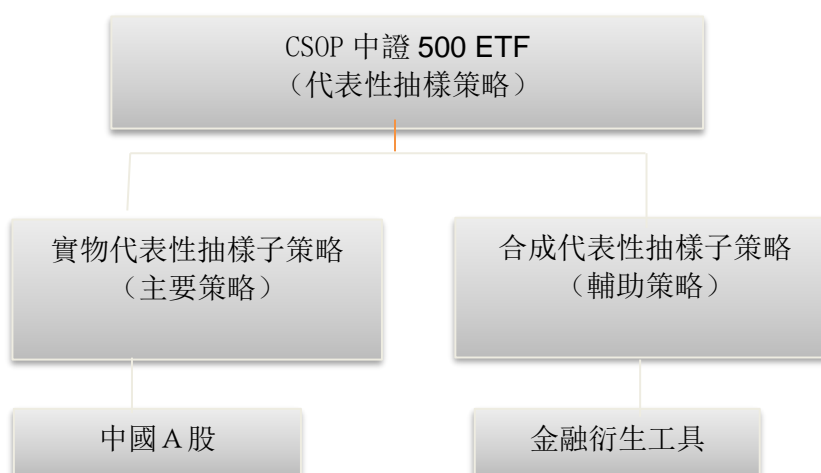 CSOP 中證 500 ETF
（代表性抽樣策略）
實物代表性抽樣子策略
（主要策略）
合成代表性抽樣子策略
（輔助策略）
中國A股
金融衍生工具